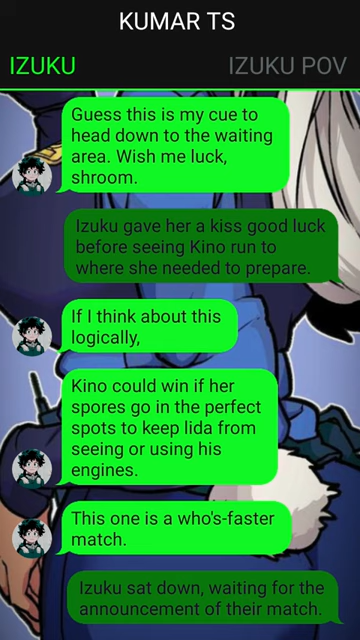 KUMAR TS
IZUKU
IZUKU POV
Guess this is my cue to
head down to the waiting
area. Wish me luck,
shroom.
Izuku gave her a kiss good luck
before seeing Kino run to
where she needed to prepare.
If I think about this
logically,
Kino could win if her
spores go in the perfect
spots to keep Iida from
seeing or using his
engines.
This one is a who's-faster
match.
Izuku sat down, waiting for the
announcement of their match.